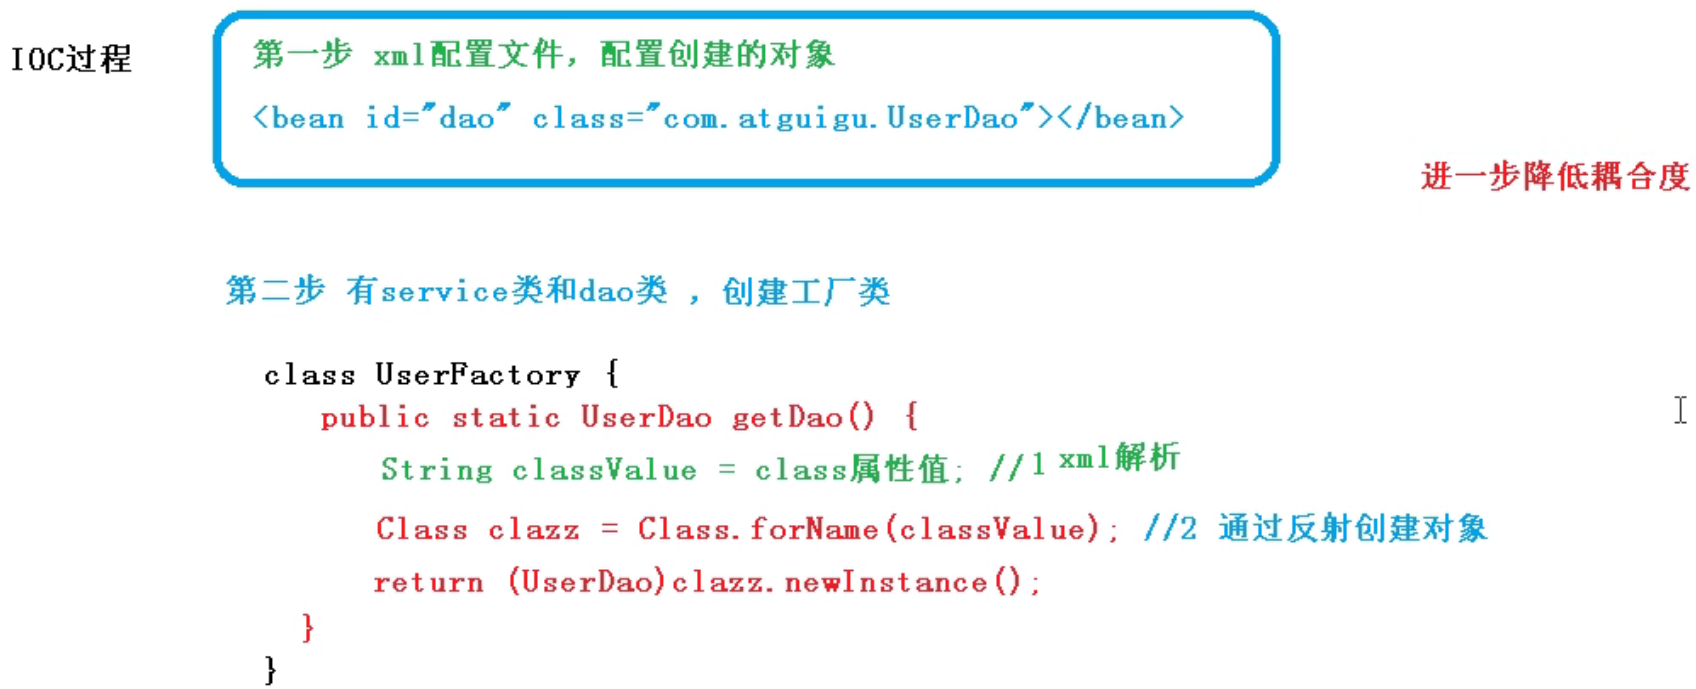 IOC过程
第一步 xml配置文件，配置创建的对象
<bean id="dao" class="com.atguigu.UserDao"></bean>
进一步降低耦合度
第二步 有service类和dao类 ，创建工厂类
class UserFactory {
public static UserDao getDao() {
String classValue = class属性值; //1 xml解析
Class clazz = Class.forName(classValue); //2 通过反射创建对象
return (UserDao)clazz.newInstance();
}
}